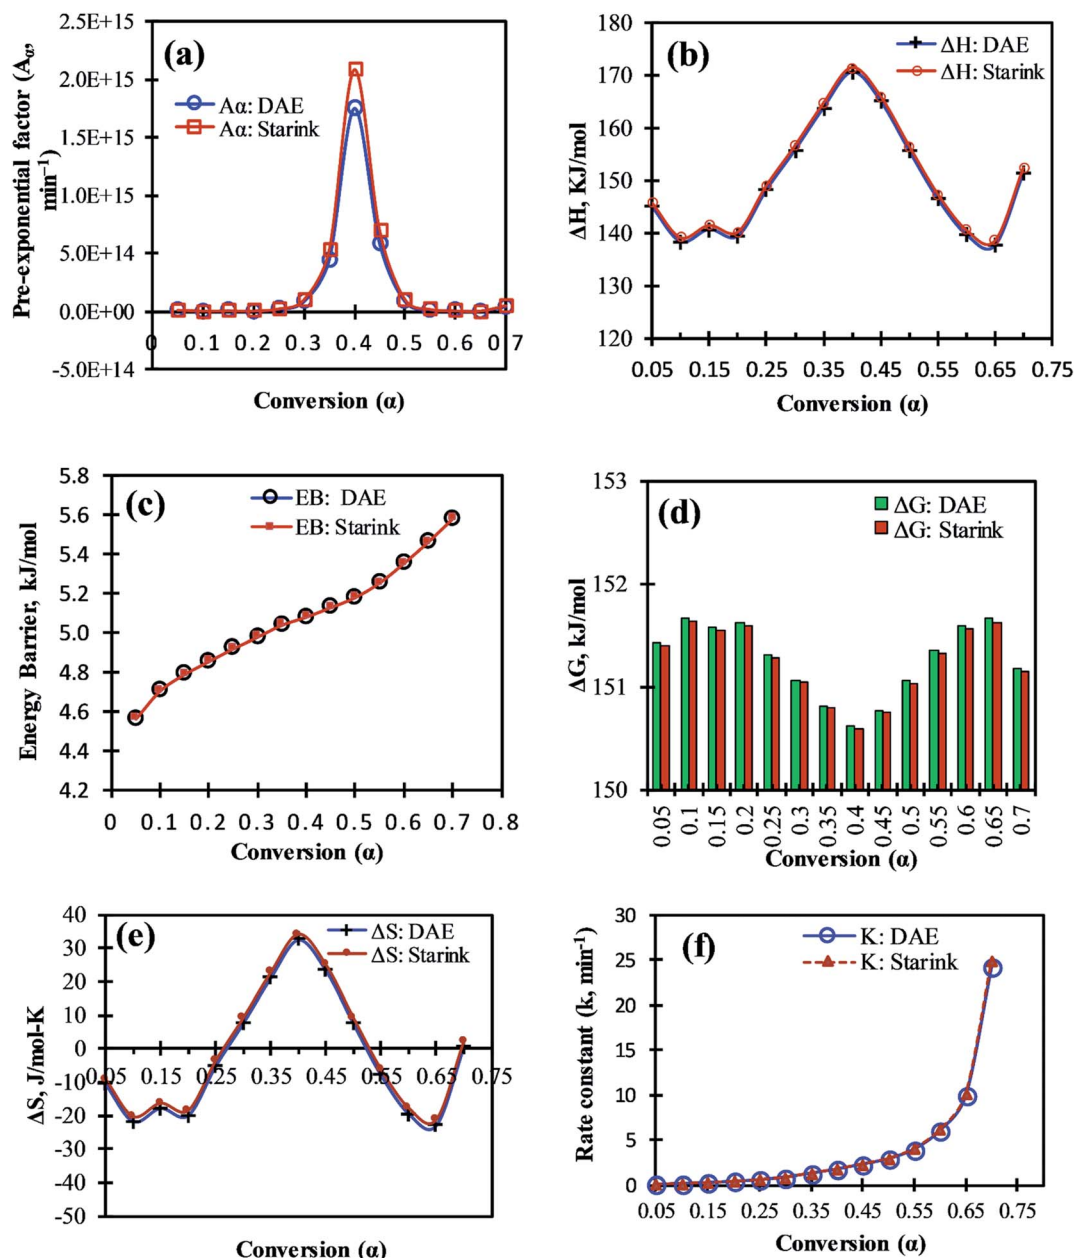 2.5E+15
2.0E+15
1.5E+15
1.0E+15
5.0E+14
0.0E+00
-5.0E+14
Pre-exponential factor (Aα,
min−1)
(a)
Aα: DAE
Aα: Starink
0 0.1 0.2 0.3 0.4 0.5 0.6 0.7
Conversion (α)
180
170
160
150
140
130
120
ΔH, KJ/mol
(b)
ΔH: DAE
ΔH: Starink
0.05 0.15 0.25 0.35 0.45 0.55 0.65 0.75
Conversion (α)
5.8
5.6
5.4
5.2
5.0
4.8
4.6
4.4
4.2
Energy Barrier, kJ/mol
(c)
EB: DAE
EB: Starink
0 0.1 0.2 0.3 0.4 0.5 0.6 0.7 0.8
Conversion (α)
153
152
151
150
ΔG, kJ/mol
(d)
ΔG: DAE
ΔG: Starink
0.05 0.1 0.15 0.2 0.25 0.3 0.35 0.4 0.45 0.5 0.55 0.6 0.65 0.7
Conversion (α)
40
30
20
10
0
-10
-20
-30
-40
-50
ΔS, J/mol-K
(e)
ΔS: DAE
ΔS: Starink
0.05 0.15 0.25 0.35 0.45 0.55 0.65 0.75
Conversion (α)
30
25
20
15
10
5
0
Rate constant (k, min-1)
(f)
K: DAE
K: Starink
0.05 0.15 0.25 0.35 0.45 0.55 0.65 0.75
Conversion (α)